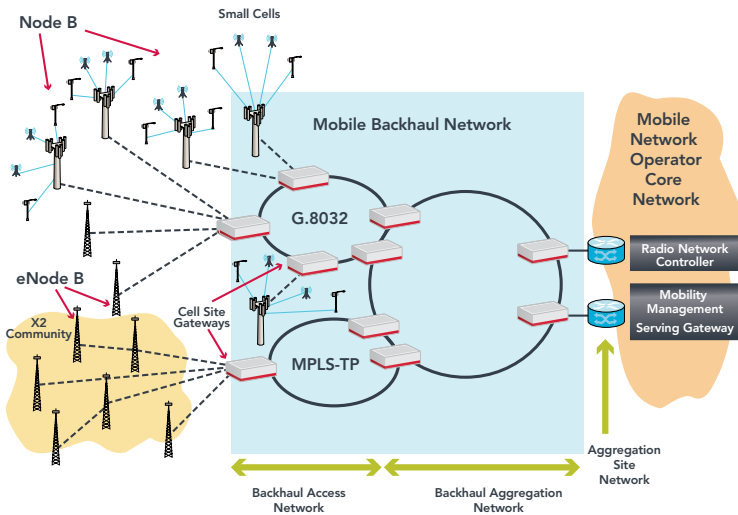 Node B
Small Cells
Mobile Backhaul Network
Mobile
Network
Operator
Core
Network
G.8032
Radio Network
Controller
eNode B
Cell Site
Gateways
Mobility
Management
Serving Gateway
X2
Community
MPLS-TP
Aggregation
Site
Network
Backhaul Access
Network
Backhaul Aggregation
Network